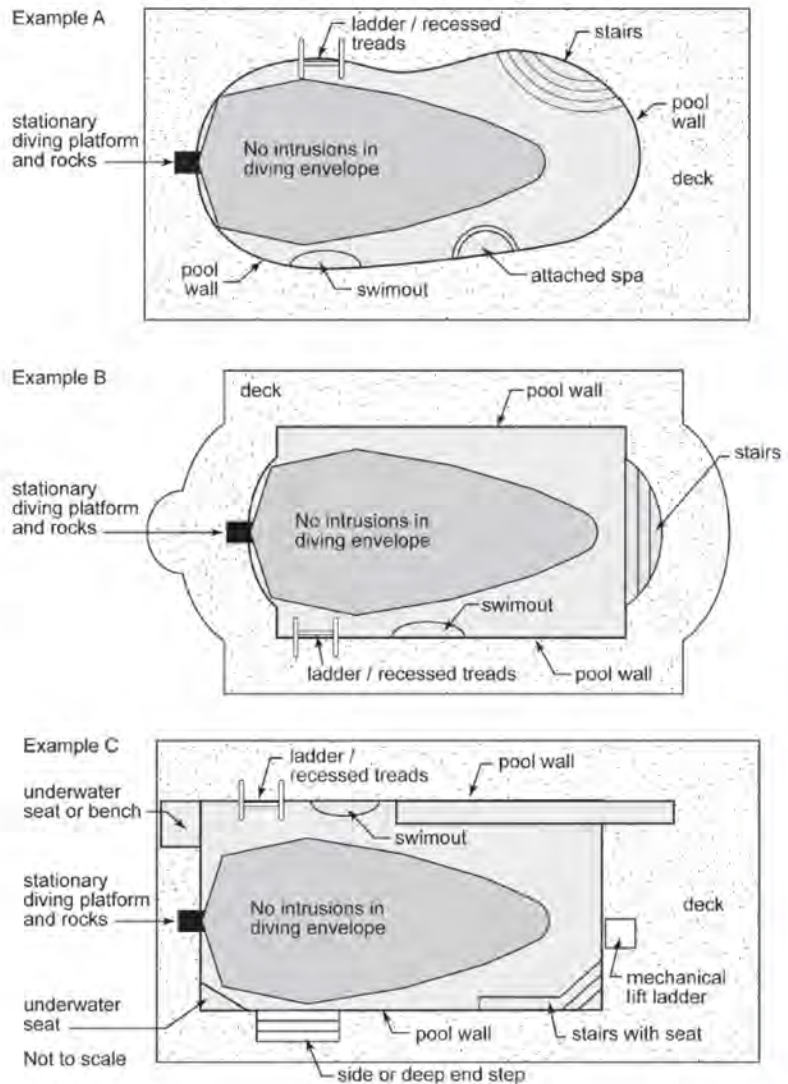 Example A
ladder / recessed
treads
stairs
stationary
diving platform
and rocks
No intrusions in
diving envelope
pool
wall
deck
pool
wall
swimout
attached spa
Example B
deck
pool wall
stairs
stationary
diving platform
and rocks
No intrusions in
diving envelope
swimout
ladder / recessed treads
pool wall
Example C
ladder /
recessed treads
pool wall
underwater
seat or bench
swimout
stationary
diving platform
and rocks
No intrusions in
diving envelope
deck
mechanical
lift ladder
underwater
seat
pool wall
stairs with seat
Not to scale
side or deep end step